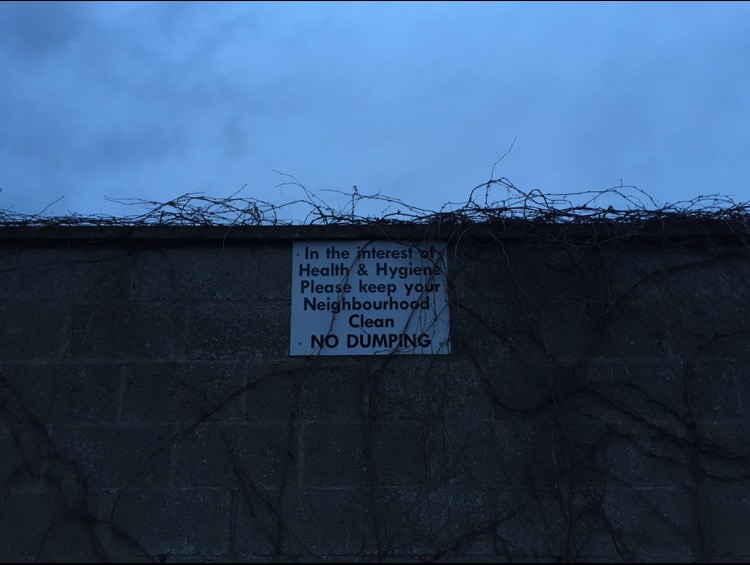 In the interest of
Health & Hygiene
Please keep your
Neighbourhood
Clean
NO DUMPING